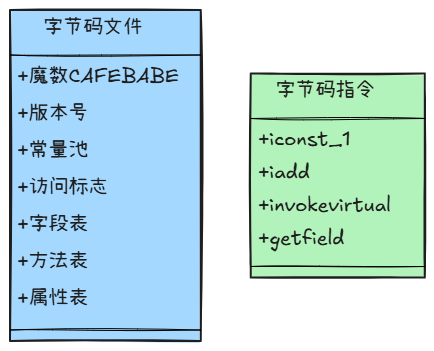 字节码文件
+魔数CAFEBABE
+版本号
+常量池
+访问标志
+字段表
+方法表
+属性表
字节码指令
+iconst_1
+iadd
+invokevirtual
+getfield